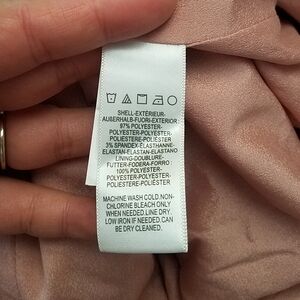 SHELL-EXTÉRIEUR-
AUBERHALB-FUORI-EXTERIOR
97% POLYESTER-
POLYESTER-POLYESTER-
POLIESTERE-POLIÉSTER
3% SPANDEX-ÉLASTHANNE-
ELASTAN-ELASTAN-ELASTANO
LINING-DOUBLURE-
FUTTER-FODERA-FORRO
100% POLYESTER-
POLYESTER-POLYESTER-
POLIESTERE-POLIÉSTER
MACHINE WASH COLD.NON-
CHLORINE BLEACH ONLY
WHEN NEEDED.LINE DRY.
LOW IRON IF NEEDED.CAN
BE DRY CLEANED.